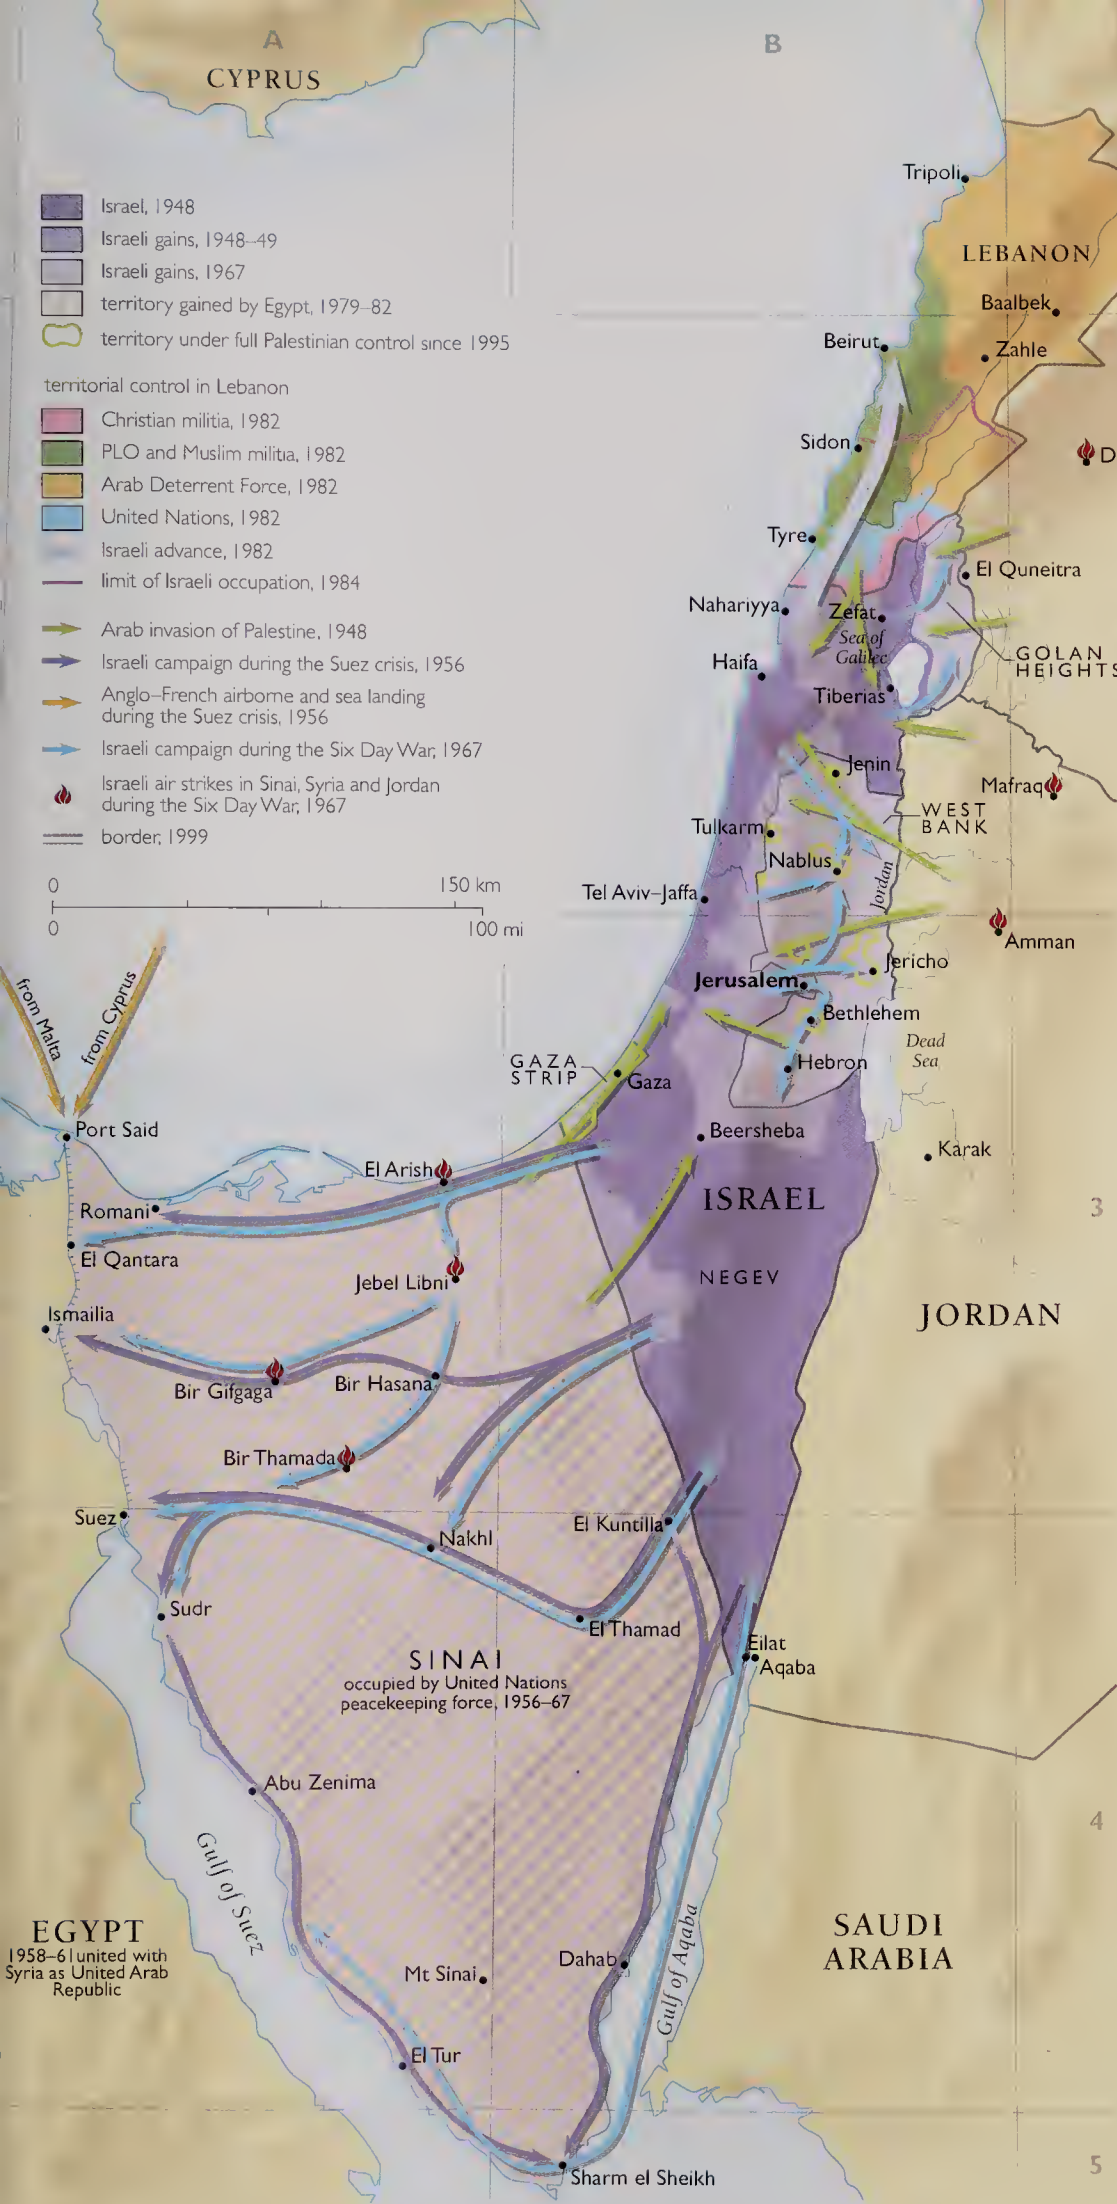 A
B
CYPRUS
Israel, 1948
Israeli gains, 1948–49
Israeli gains, 1967
territory gained by Egypt, 1979–82
territory under full Palestinian control since 1995
territorial control in Lebanon
Christian militia, 1982
PLO and Muslim militia, 1982
Arab Deterrent Force, 1982
United Nations, 1982
Israeli advance, 1982
limit of Israeli occupation, 1984
Arab invasion of Palestine, 1948
Israeli campaign during the Suez crisis, 1956
Anglo–French airborne and sea landing
during the Suez crisis, 1956
Israeli campaign during the Six Day War, 1967
Israeli air strikes in Sinai, Syria and Jordan
during the Six Day War, 1967
border, 1999
0
150 km
0
100 mi
Tripoli
LEBANON
Baalbek
Beirut
Zahle
Sidon
D
Tyre
El Quneitra
Nahariyya
Zefat
Sea of
Galilee
GOLAN
HEIGHTS
Haifa
Tiberias
Jenin
Mafraq
WEST
BANK
Tulkarm
Nablus
Jordan
Tel Aviv–Jaffa
Amman
Jericho
Jerusalem
Bethlehem
Dead
Sea
Hebron
from Malta
from Cyprus
GAZA
STRIP
Gaza
Port Said
Beersheba
Karak
El Arish
ISRAEL
3
Romani
El Qantara
Jebel Libni
NEGEV
Ismailia
JORDAN
Bir Gifgaga
Bir Hasana
Bir Thamada
Suez
Nakhl
El Kuntilla
Sudr
El Thamad
Eilat
Aqaba
SINAI
occupied by United Nations
peacekeeping force, 1956–67
Abu Zenima
4
Gulf of Suez
EGYPT
1958–61 united with
Syria as United Arab
Republic
SAUDI
ARABIA
Dahab
Mt Sinai
Gulf of Aqaba
El Tur
Sharm el Sheikh
5